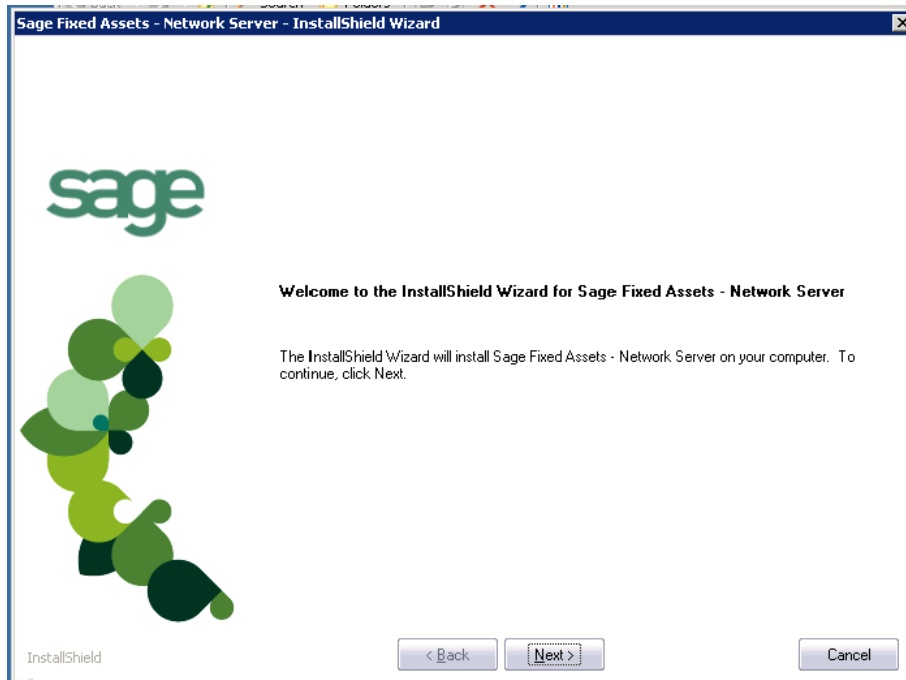 Search Folders
Sage Fixed Assets - Network Server - InstallShield Wizard
sage
Welcome to the InstallShield Wizard for Sage Fixed Assets - Network Server
The InstallShield Wizard will install Sage Fixed Assets - Network Server on your computer.  To
continue, click Next.
InstallShield
< Back
Next >
Cancel